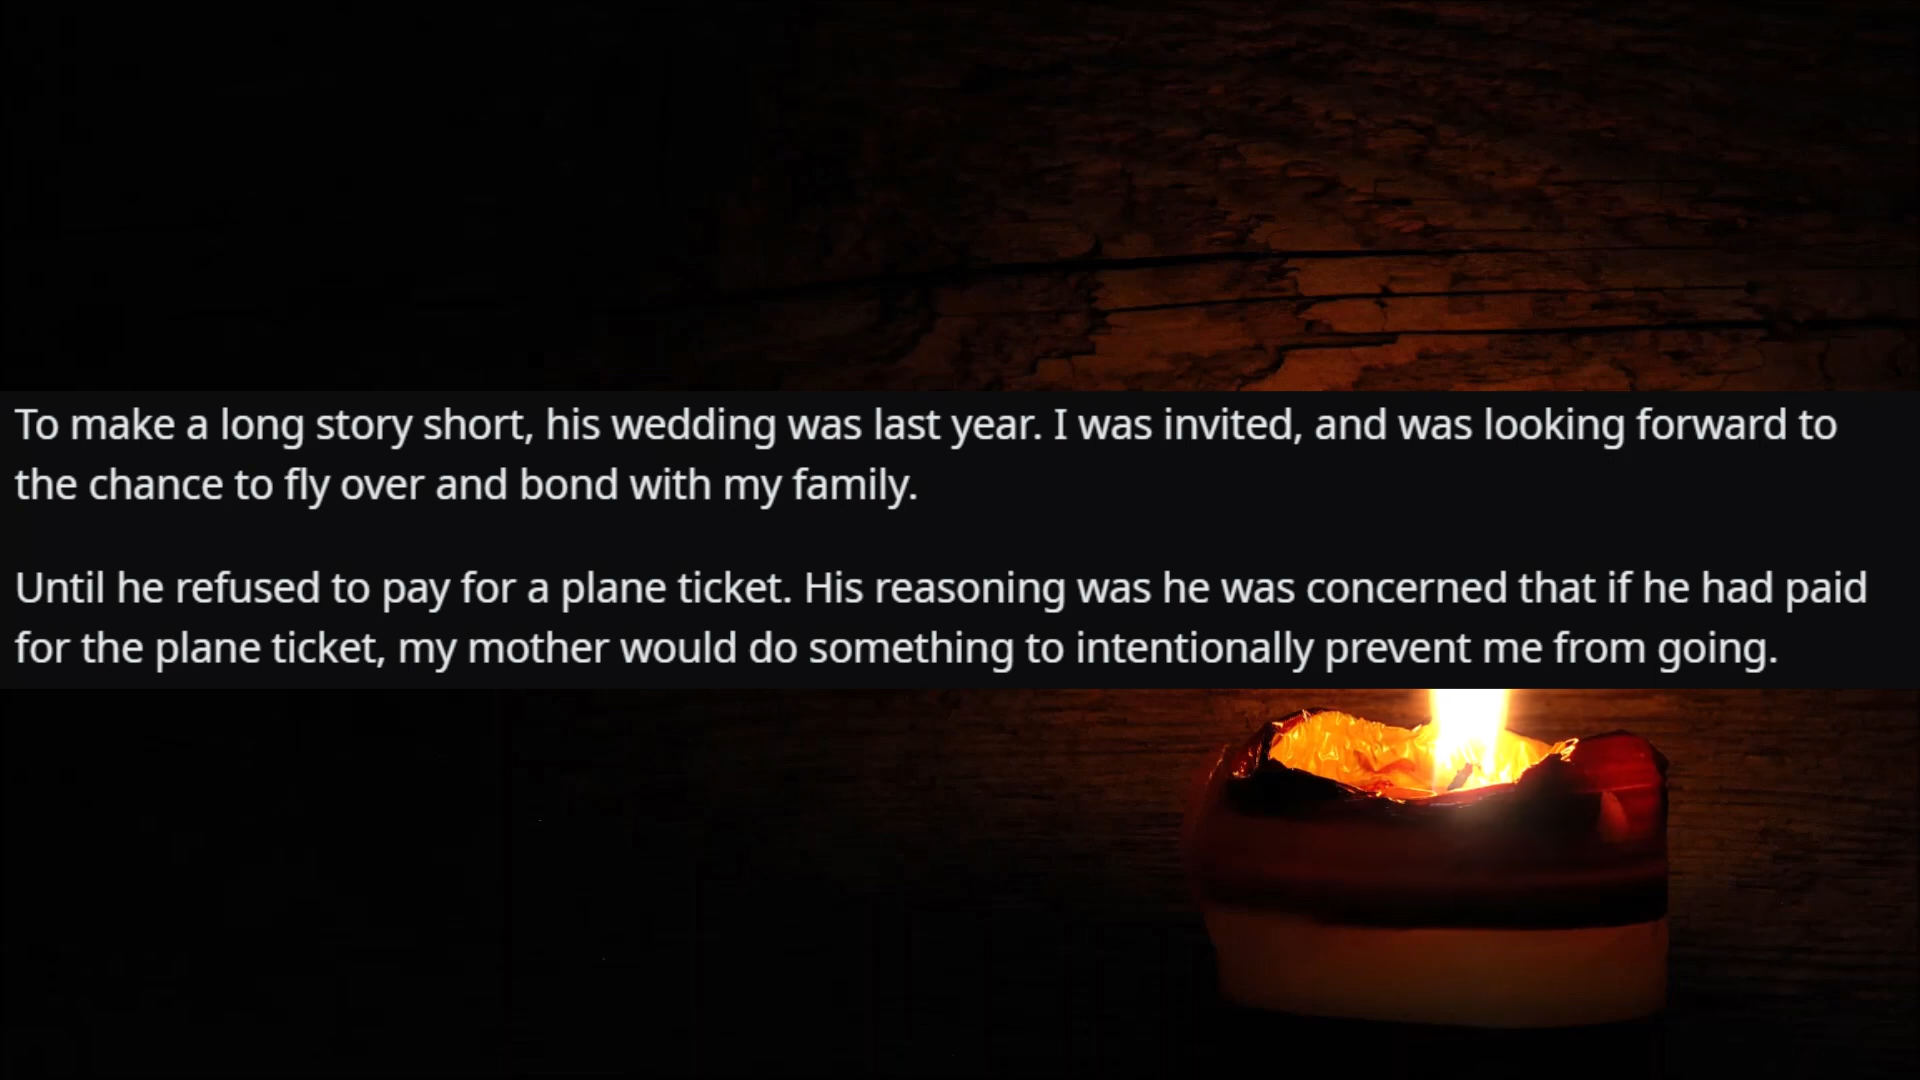 To make a long story short, his wedding was last year. I was invited, and was looking forward to
the chance to fly over and bond with my family.
Until he refused to pay for a plane ticket. His reasoning was he was concerned that if he had paid
for the plane ticket, my mother would do something to intentionally prevent me from going.